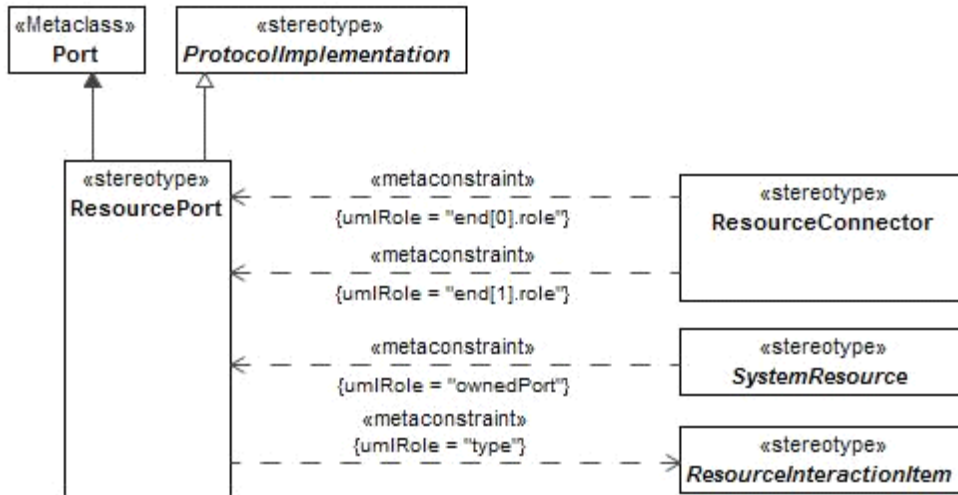 «Metaclass»
Port
«stereotype»
ProtocolImplementation
«stereotype»
ResourcePort
«metaconstraint»
{umlRole = "end[0].role"}
«metaconstraint»
{umlRole = "end[1].role"}
«stereotype»
ResourceConnector
«metaconstraint»
{umlRole = "ownedPort"}
«stereotype»
SystemResource
«metaconstraint»
{umlRole = "type"}
«stereotype»
ResourceInteractionItem